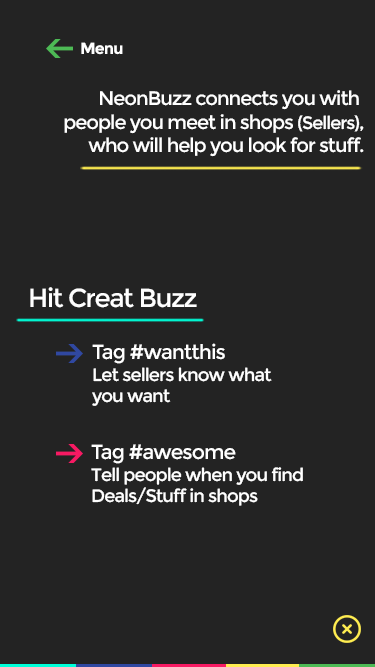 Menu
NeonBuzz connects you with
people you meet in shops (Sellers),
who will help you look for stuff.
Hit Creat Buzz
Tag #wantthis
Let sellers know what
you want
Tag #awesome
Tell people when you find
Deals/Stuff in shops